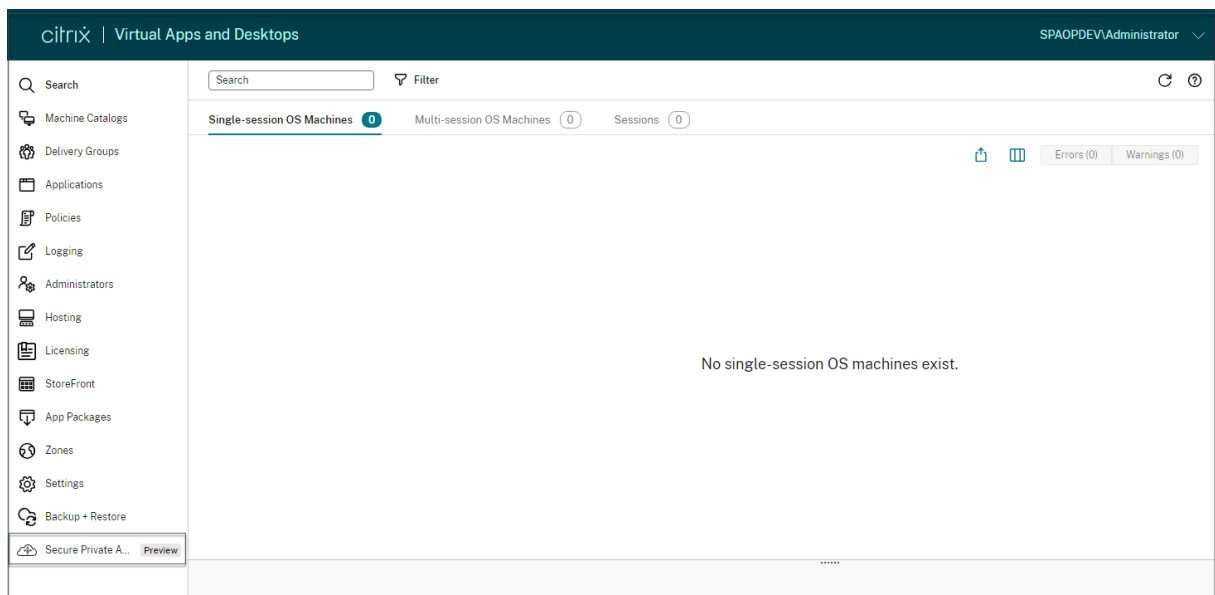 citrix | Virtual Apps and Desktops
SPAOPDEV\Administrator
Search
Machine Catalogs
Delivery Groups
Applications
Policies
Logging
Administrators
Hosting
Licensing
StoreFront
App Packages
Zones
Settings
Backup + Restore
Secure Private A... Preview
Search Filter
Single-session OS Machines 0 Multi-session OS Machines 0 Sessions 0
Errors (0) Warnings (0)
No single-session OS machines exist.